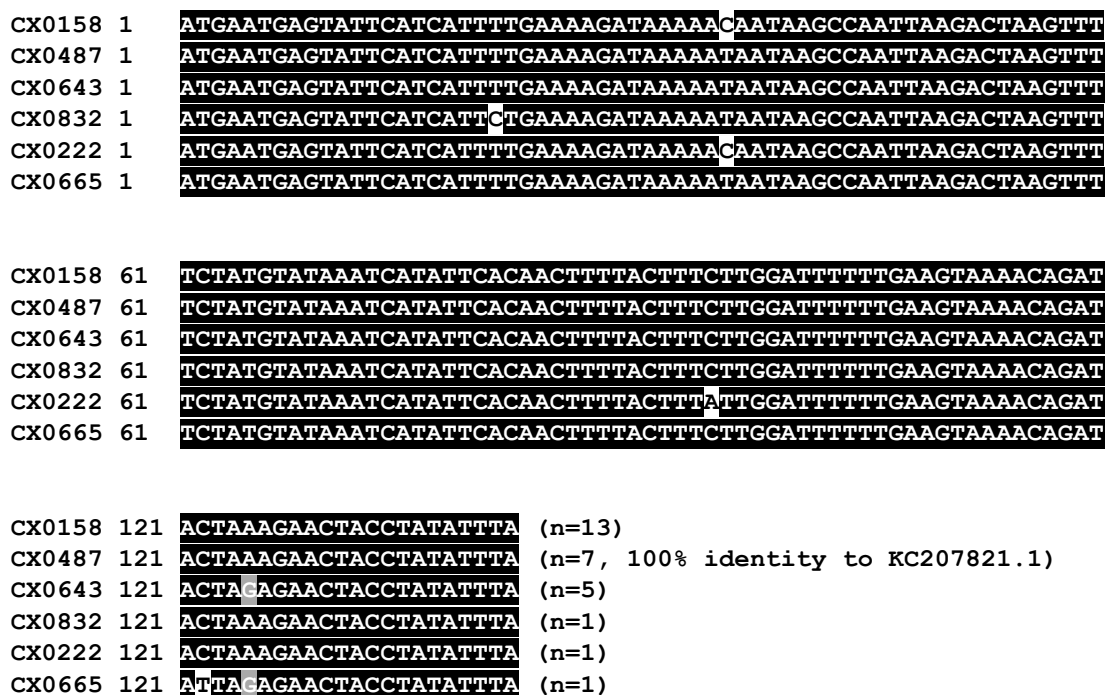 CX0158 1 ATGAATGAGTATTCATCATTTTGAAAAGATAAAAACAATAAGCCAATTAAGACTAAGTTT
CX0487 1 ATGAATGAGTATTCATCATTTTGAAAAGATAAAAATAATAAGCCAATTAAGACTAAGTTT
CX0643 1 ATGAATGAGTATTCATCATTTTGAAAAGATAAAAATAATAAGCCAATTAAGACTAAGTTT
CX0832 1 ATGAATGAGTATTCATCATTCTGAAAAGATAAAAATAATAAGCCAATTAAGACTAAGTTT
CX0222 1 ATGAATGAGTATTCATCATTTTGAAAAGATAAAAACAATAAGCCAATTAAGACTAAGTTT
CX0665 1 ATGAATGAGTATTCATCATTTTGAAAAGATAAAAATAATAAGCCAATTAAGACTAAGTTT
CX0158 61 TCTATGTATAAATCATATTCACAACTTTTACTTTCTTGGATTTTTTGAAGTAAAACAGAT
CX0487 61 TCTATGTATAAATCATATTCACAACTTTTACTTTCTTGGATTTTTTGAAGTAAAACAGAT
CX0643 61 TCTATGTATAAATCATATTCACAACTTTTACTTTCTTGGATTTTTTGAAGTAAAACAGAT
CX0832 61 TCTATGTATAAATCATATTCACAACTTTTACTTTCTTGGATTTTTTGAAGTAAAACAGAT
CX0222 61 TCTATGTATAAATCATATTCACAACTTTTACTTTATTGGATTTTTTGAAGTAAAACAGAT
CX0665 61 TCTATGTATAAATCATATTCACAACTTTTACTTTCTTGGATTTTTTGAAGTAAAACAGAT
CX0158 121 ACTAAAGAACTACCTATATTTA (n=13)
CX0487 121 ACTAAAGAACTACCTATATTTA (n=7, 100% identity to KC207821.1)
CX0643 121 ACTAGAGAACTACCTATATTTA (n=5)
CX0832 121 ACTAAAGAACTACCTATATTTA (n=1)
CX0222 121 ACTAAAGAACTACCTATATTTA (n=1)
CX0665 121 ATTAGAGAACTACCTATATTTA (n=1)